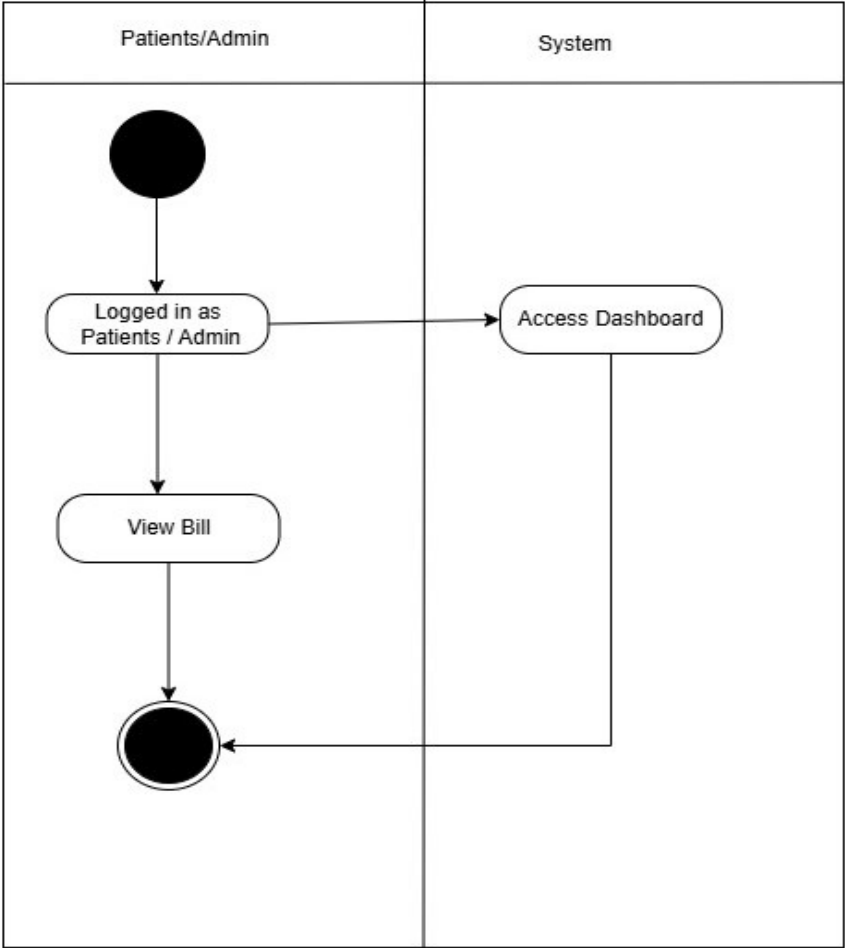 Patients/Admin
System
Logged in as
Patients / Admin
Access Dashboard
View Bill